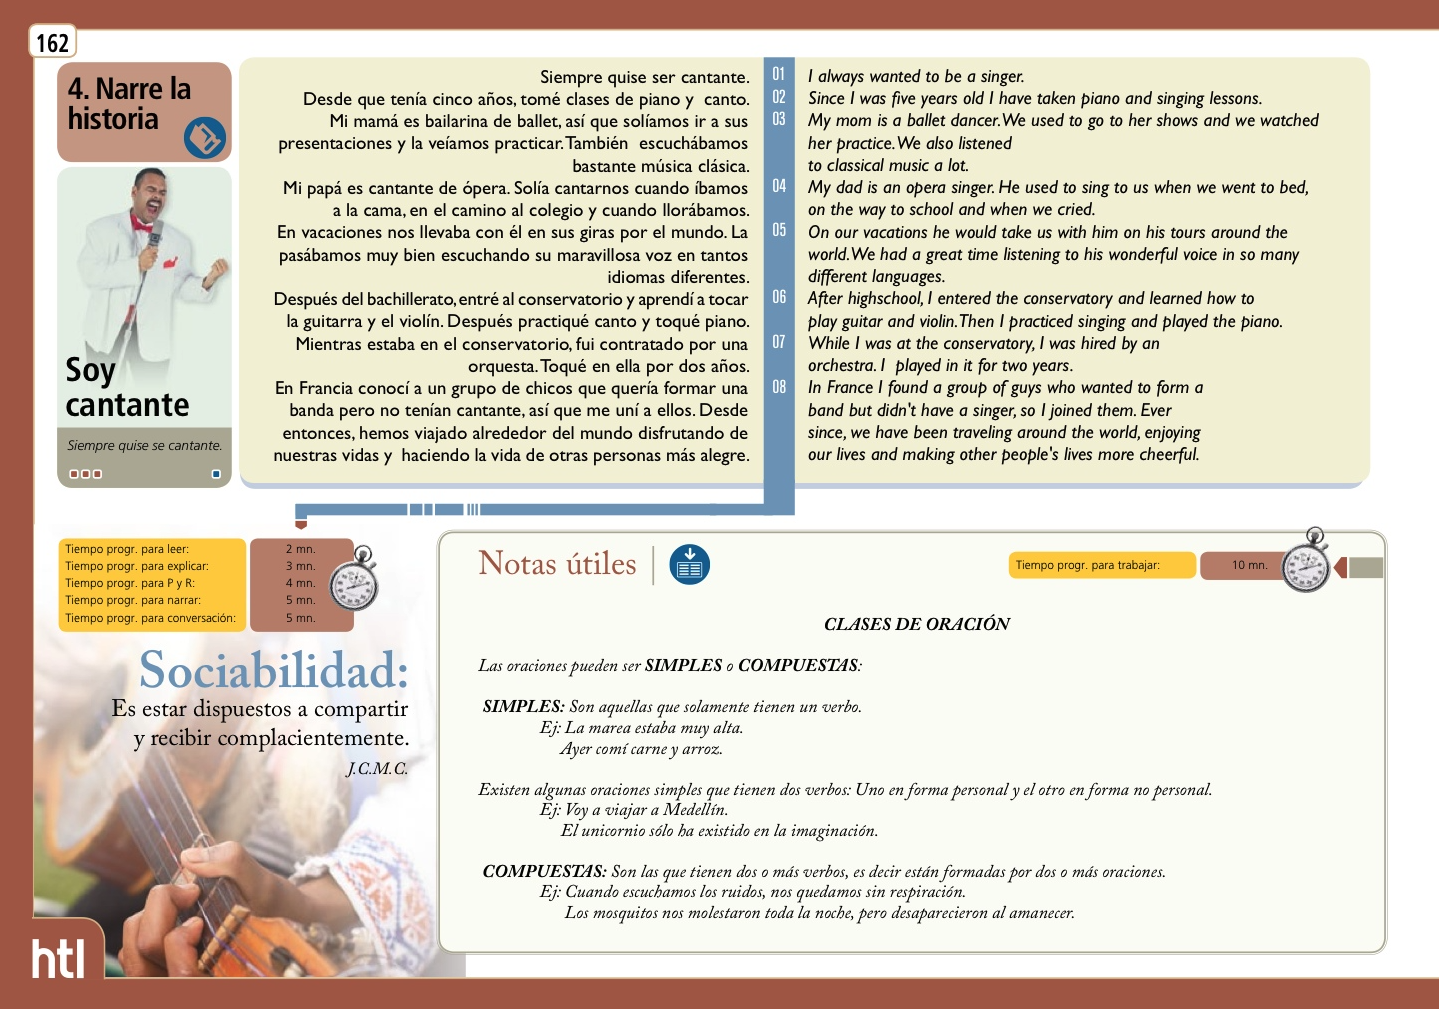 162
4. Narre la
historia
Soy
cantante
Siempre quise se cantante.
Siempre quise ser cantante.
Desde que tenía cinco años, tomé clases de piano y canto.
Mi mamá es bailarina de ballet, así que solíamos ir a sus
presentaciones y la veíamos practicar. También escuchábamos
bastante música clásica.
Mi papá es cantante de ópera. Solía cantarnos cuando íbamos
a la cama, en el camino al colegio y cuando llorábamos.
En vacaciones nos llevaba con él en sus giras por el mundo. La
pasábamos muy bien escuchando su maravillosa voz en tantos
idiomas diferentes.
Después del bachillerato, entré al conservatorio y aprendí a tocar
la guitarra y el violín. Después practiqué canto y toqué piano.
Mientras estaba en el conservatorio, fui contratado por una
orquesta. Toqué en ella por dos años.
En Francia conocí a un grupo de chicos que quería formar una
banda pero no tenían cantante, así que me uní a ellos. Desde
entonces, hemos viajado alrededor del mundo disfrutando de
nuestras vidas y haciendo la vida de otras personas más alegre.
01 I always wanted to be a singer.
02 Since I was five years old I have taken piano and singing lessons.
03 My mom is a ballet dancer. We used to go to her shows and we watched
her practice. We also listened
to classical music a lot.
04 My dad is an opera singer. He used to sing to us when we went to bed,
on the way to school and when we cried.
05 On our vacations he would take us with him on his tours around the
world. We had a great time listening to his wonderful voice in so many
different languages.
06 After highschool, I entered the conservatory and learned how to
play guitar and violin. Then I practiced singing and played the piano.
07 While I was at the conservatory, I was hired by an
orchestra. I played in it for two years.
08 In France I found a group of guys who wanted to form a
band but didn't have a singer, so I joined them. Ever
since, we have been traveling around the world, enjoying
our lives and making other people's lives more cheerful.
Tiempo progr. para leer: 2 mn.
Tiempo progr. para explicar: 3 mn.
Tiempo progr. para P y R: 4 mn.
Tiempo progr. para narrar: 5 mn.
Tiempo progr. para conversación: 5 mn.
Sociabilidad:
Es estar dispuestos a compartir
y recibir complacientemente.
J.C.M.C.
htl
Notas útiles
Tiempo progr. para trabajar: 10 mn.
CLASES DE ORACIÓN
Las oraciones pueden ser SIMPLES o COMPUESTAS:
SIMPLES: Son aquellas que solamente tienen un verbo.
Ej: La marea estaba muy alta.
Ayer comí carne y arroz.
Existen algunas oraciones simples que tienen dos verbos: Uno en forma personal y el otro en forma no personal.
Ej: Voy a viajar a Medellín.
El unicornio sólo ha existido en la imaginación.
COMPUESTAS: Son las que tienen dos o más verbos, es decir están formadas por dos o más oraciones.
Ej: Cuando escuchamos los ruidos, nos quedamos sin respiración.
Los mosquitos nos molestaron toda la noche, pero desaparecieron al amanecer.